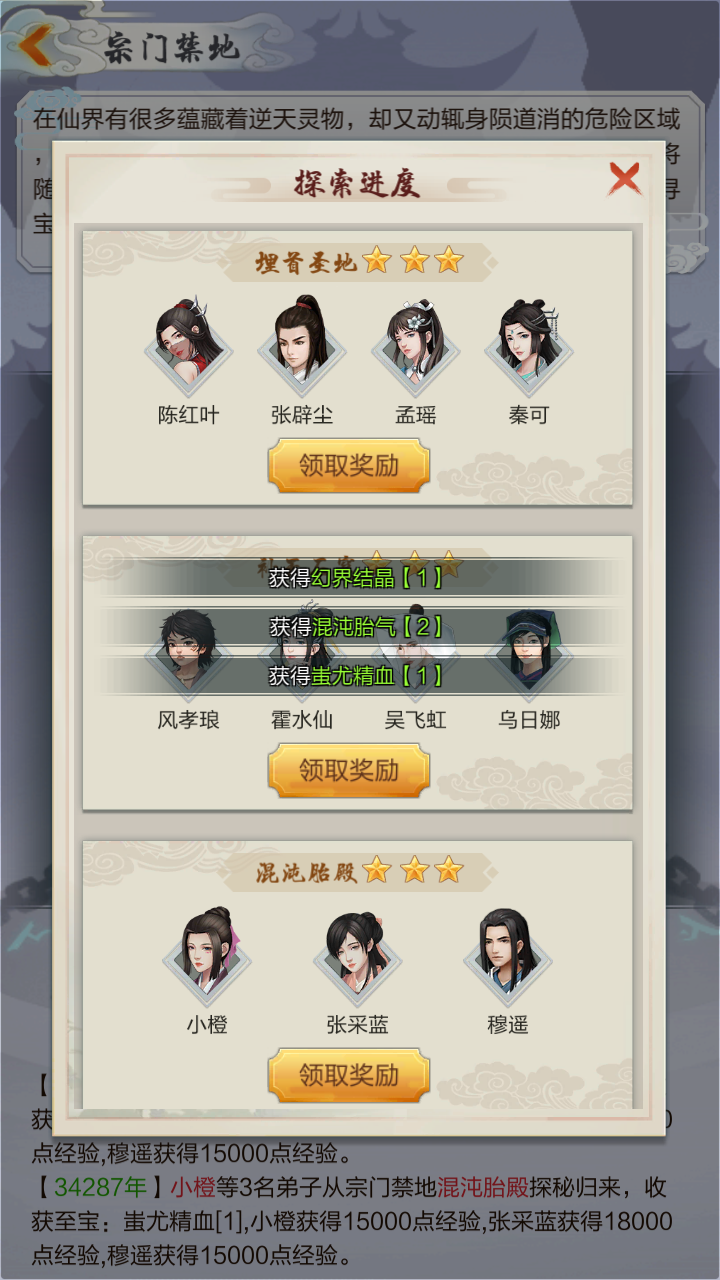 宗门禁地
在仙界有很多蕴藏着逆天灵物，却又动辄身陨道消的危险区域
，
将
随
寻
宝
探索进度
埋首圣地
陈红叶
张辟尘
孟瑶
秦可
领取奖励
获得幻界结晶【1】
获得混沌胎气【2】
获得蚩尤精血【1】
风孝琅
霍水仙
吴飞虹
乌日娜
领取奖励
混沌胎殿
小橙
张采蓝
穆遥
领取奖励
【
获
0
点经验,穆遥获得15000点经验。
【34287年】小橙等3名弟子从宗门禁地混沌胎殿探秘归来，收
获至宝：蚩尤精血[1],小橙获得15000点经验,张采蓝获得18000
点经验,穆遥获得15000点经验。